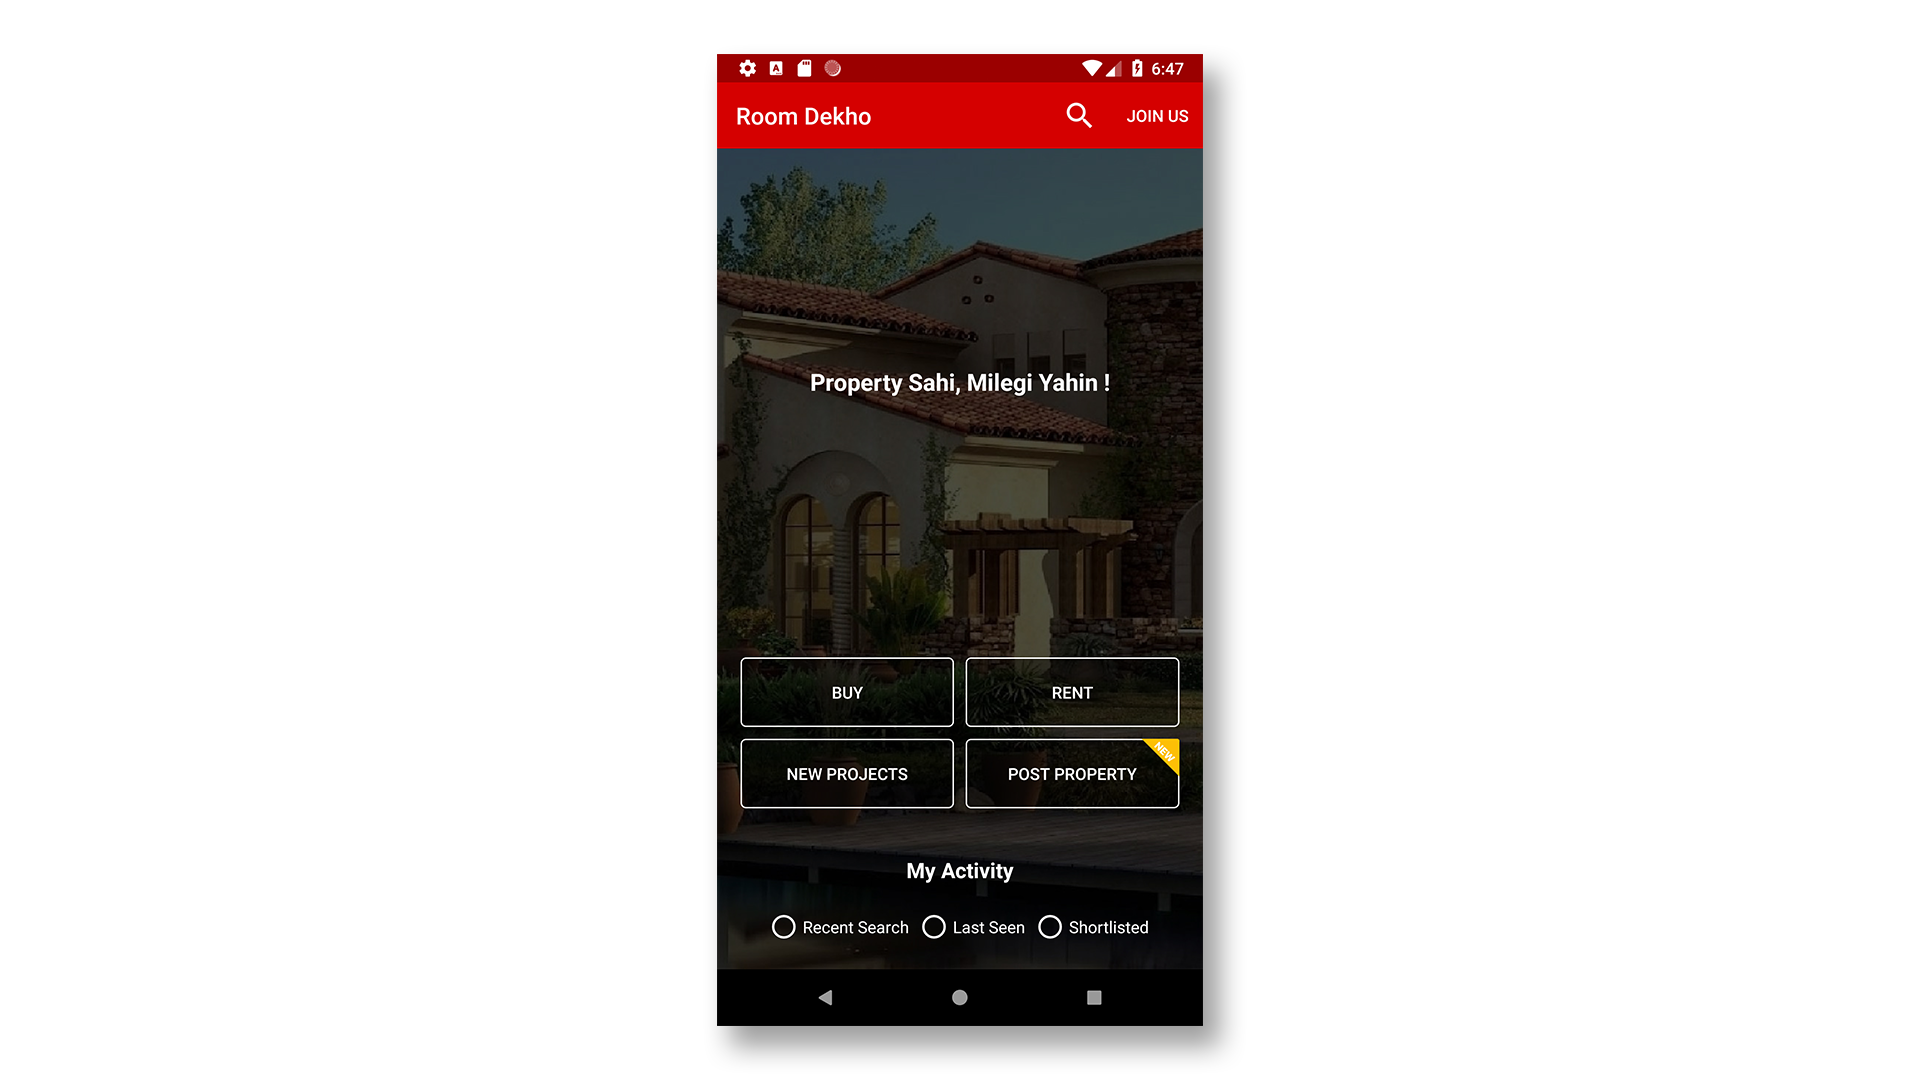 6:47
Room Dekho
JOIN US
Property Sahi, Milegi Yahin !
BUY
RENT
NEW PROJECTS
POST PROPERTY
NEW
My Activity
Recent Search
Last Seen
Shortlisted